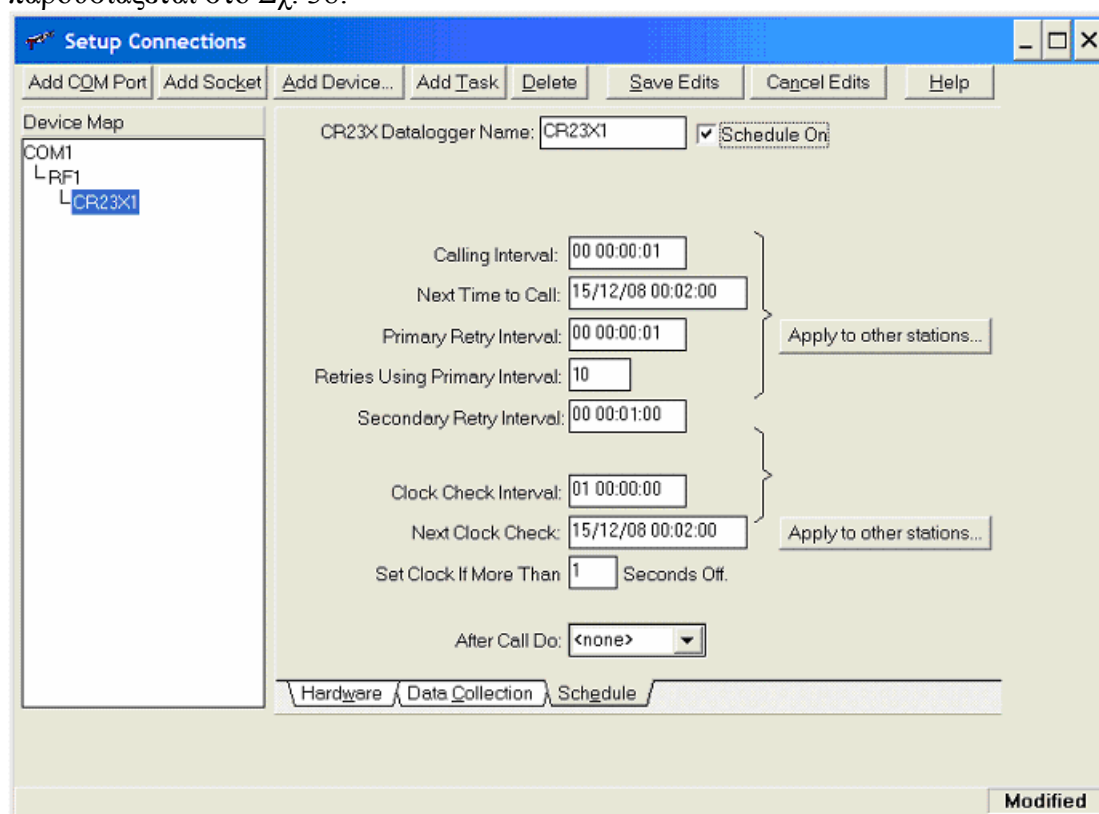 παρουσιάζεται στο Σχ. 38.
Setup Connections
Add COM Port Add Socket Add Device... Add Task Delete Save Edits Cancel Edits Help
Device Map
COM1
RF1
CR23X1
CR23X Datalogger Name: CR23X1 Schedule On
Calling Interval: 00 00:00:01
Next Time to Call: 15/12/08 00:02:00
Primary Retry Interval: 00 00:00:01
Apply to other stations...
Retries Using Primary Interval: 10
Secondary Retry Interval: 00 00:01:00
Clock Check Interval: 01 00:00:00
Next Clock Check: 15/12/08 00:02:00
Apply to other stations...
Set Clock If More Than 1 Seconds Off.
After Call Do: <none>
Hardware Data Collection Schedule
Modified